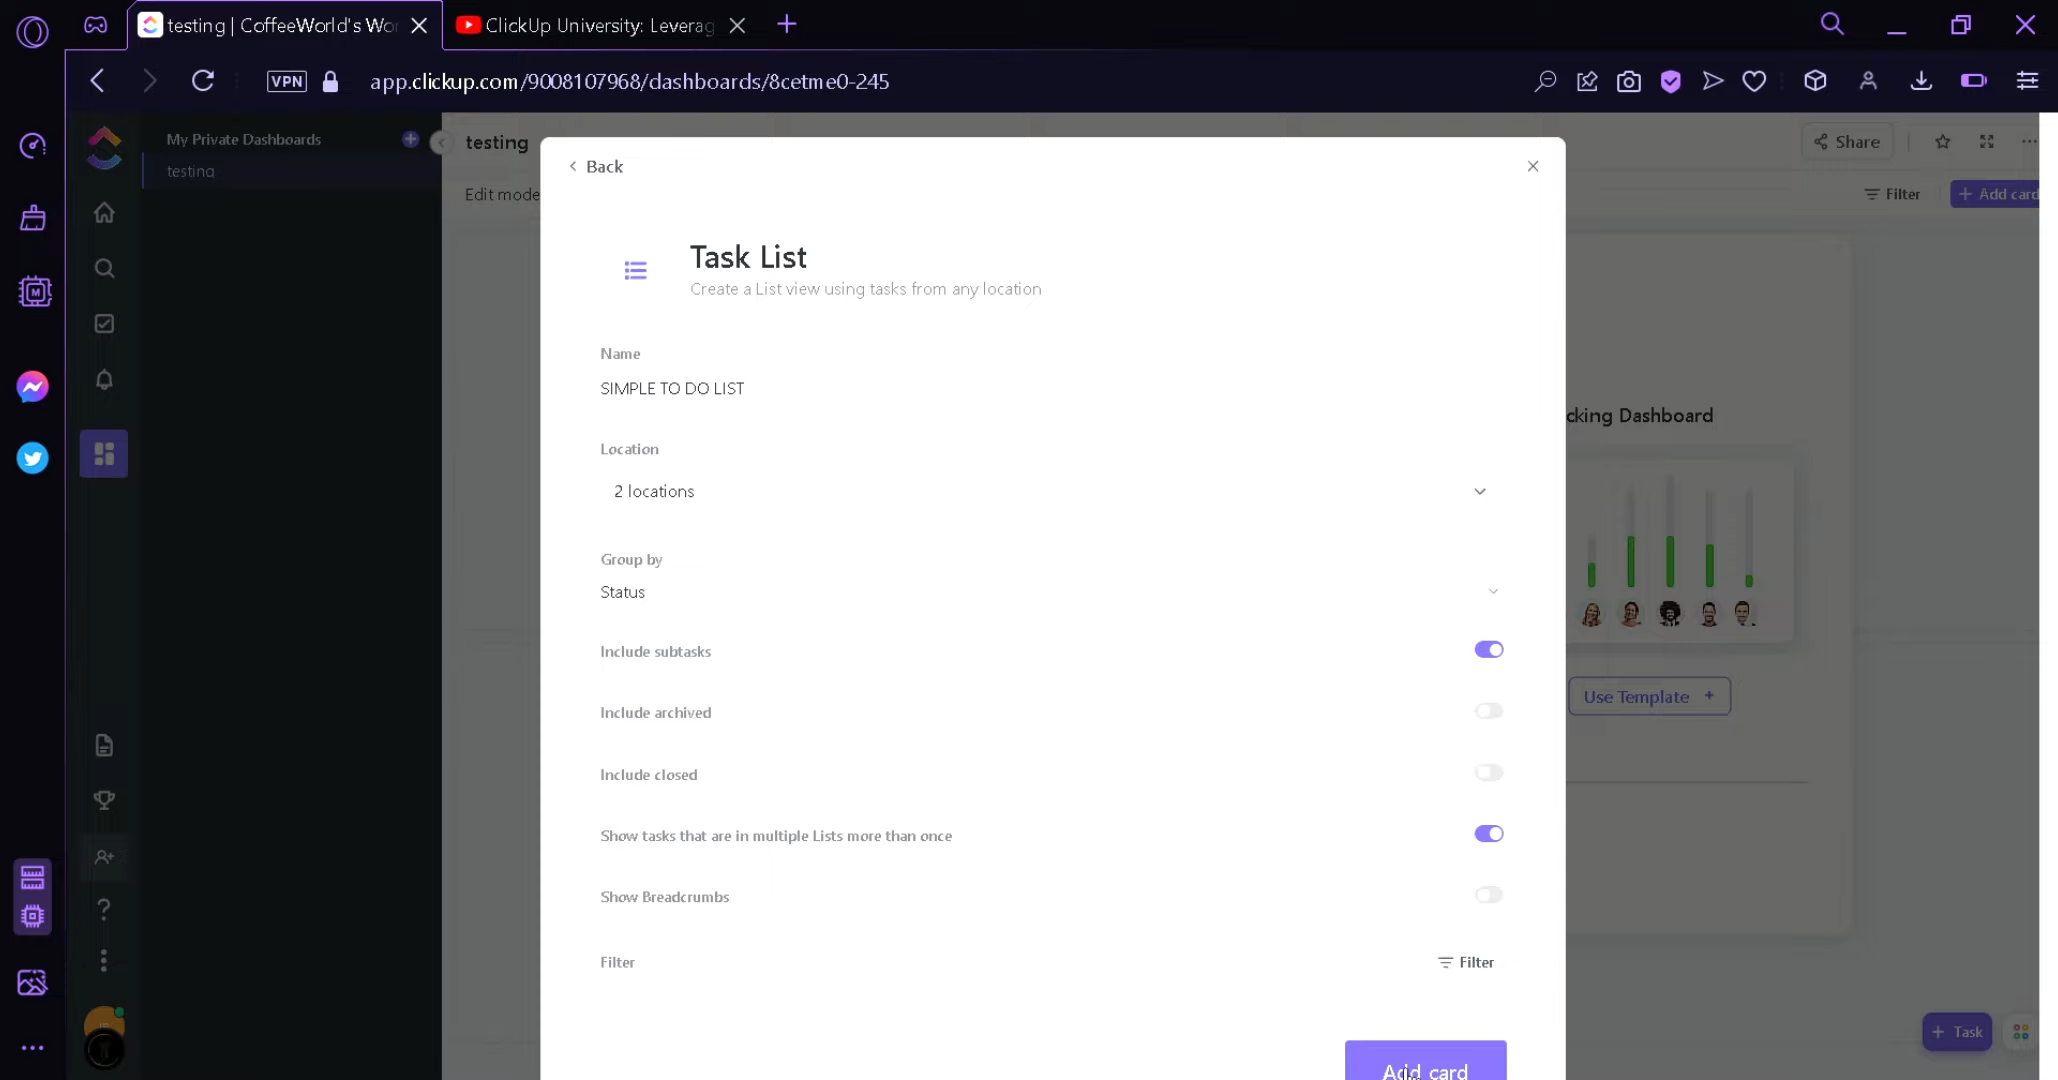 testing | CoffeeWorld's Wor
ClickUp University: Leverag
VPN
app.clickup.com/9008107968/dashboards/8cetme0-245
My Private Dashboards
testing
testing
Share
Edit mode
Filter
+ Add card
Back
Task List
Create a List view using tasks from any location
Name
SIMPLE TO DO LIST
Location
2 locations
Group by
Status
Include subtasks
Include archived
Include closed
Show tasks that are in multiple Lists more than once
Show Breadcrumbs
Filter
Filter
Add card
cking Dashboard
Use Template +
+ Task